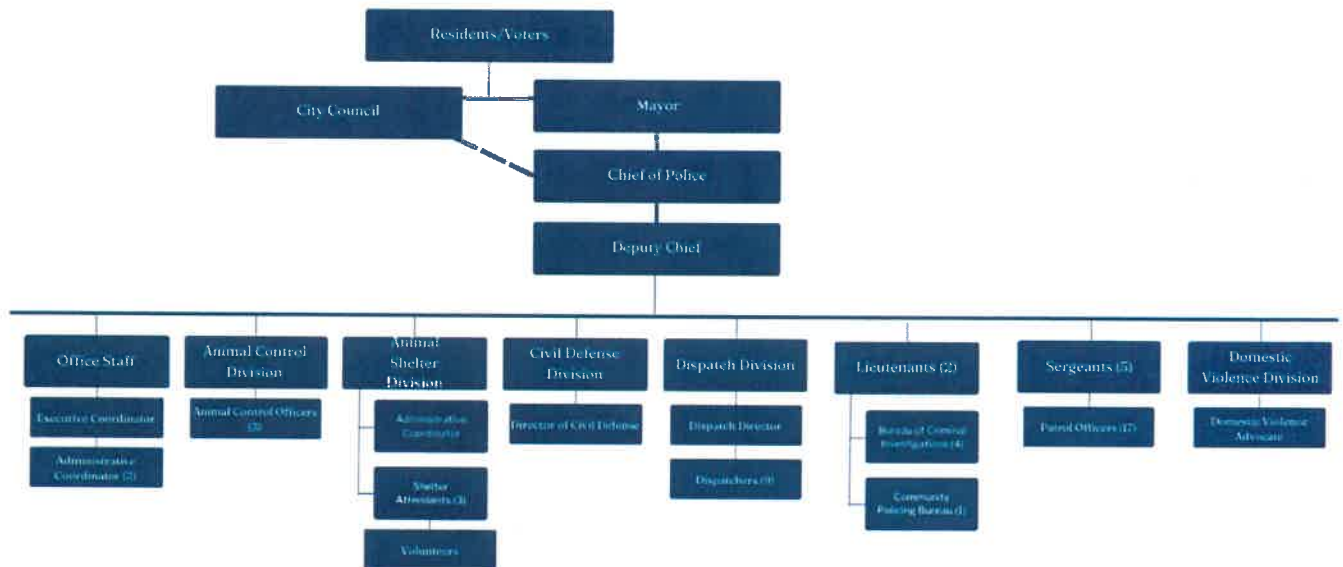 Residents/Voters
City Council
Mayor
Chief of Police
Deputy Chief
Office Staff
Executive Coordinator
Administrative
Coordinator (2)
Animal Control
Division
Animal Control Officers
Animal
Shelter
Division
Administrative
Coordinator
Shelter
Attendants (3)
Volunteers
Civil Defense
Division
Director of Civil Defense
Dispatch Division
Dispatch Director
Dispatchers (9)
Lieutenants (2)
Bureau of Criminal
Investigations (4)
Community
Policing Bureau (1)
Sergeants (5)
Patrol Officers (17)
Domestic
Violence Division
Domestic Violence
Advocate